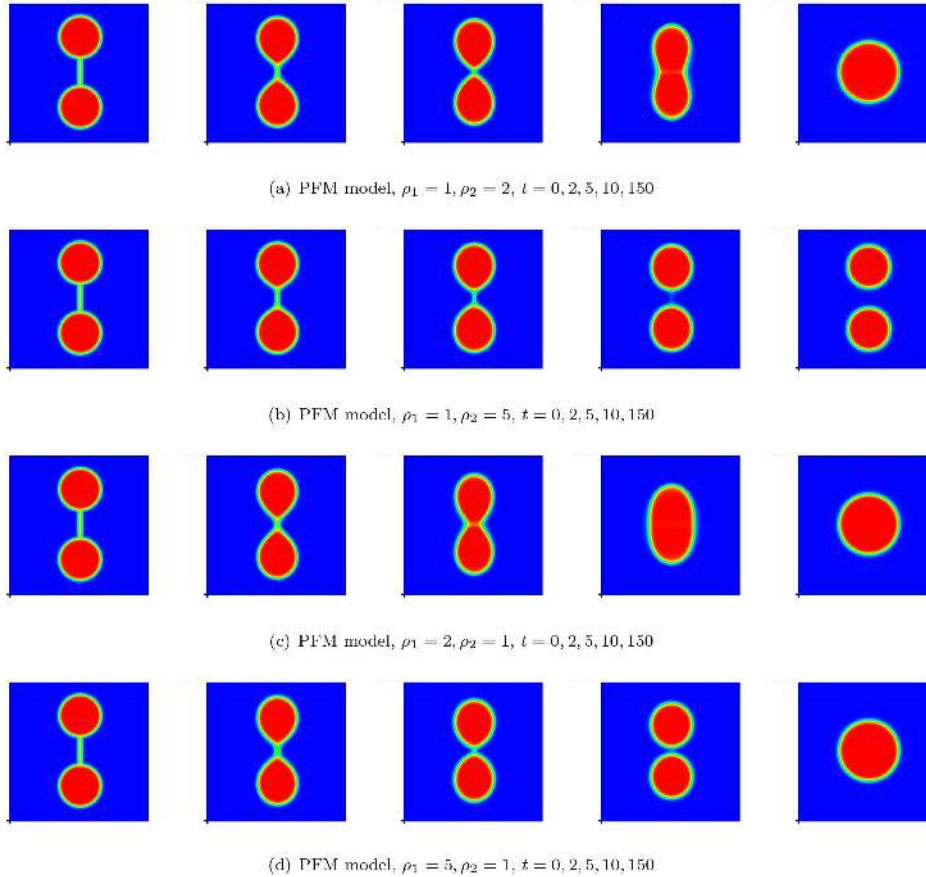 (a) PFM model, ρ₁ = 1, ρ₂ = 2, t = 0, 2, 5, 10, 150
(b) PFM model, ρ₁ = 1, ρ₂ = 5, t = 0, 2, 5, 10, 150
(c) PFM model, ρ₁ = 2, ρ₂ = 1, t = 0, 2, 5, 10, 150
(d) PFM model, ρ₁ = 5, ρ₂ = 1, t = 0, 2, 5, 10, 150